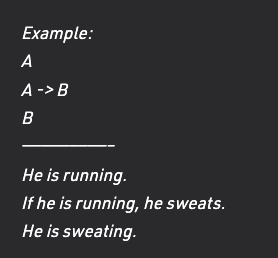 Example:
A
A -> B
B
——————–
He is running.
If he is running, he sweats.
He is sweating.